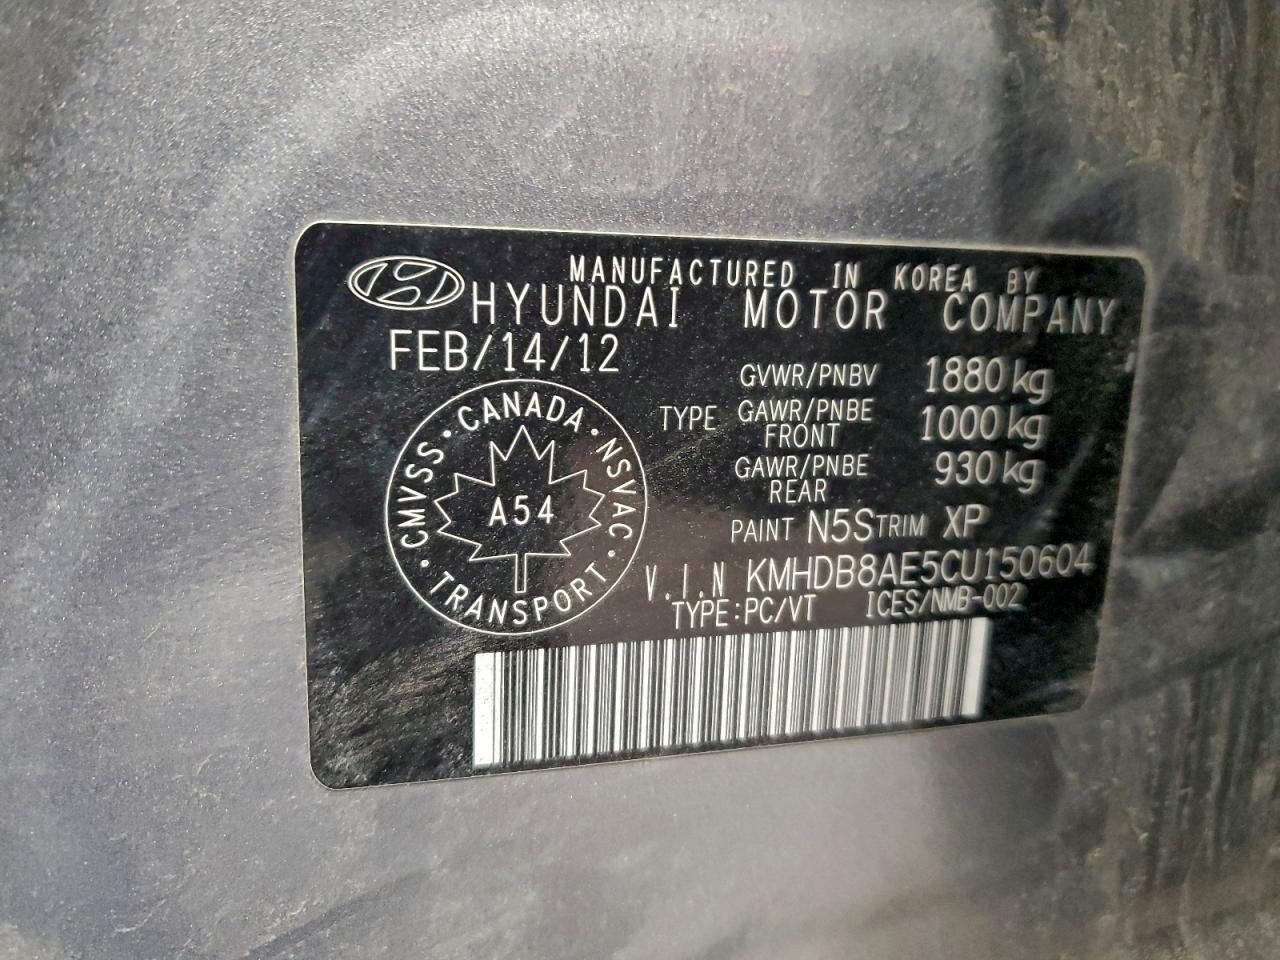 MANUFACTURED IN KOREA BY
HYUNDAI MOTOR COMPANY
FEB/14/12
GVWR/PNBV 1880 kg
TYPE GAWR/PNBE FRONT 1000 kg
GAWR/PNBE REAR 930 kg
PAINT N5S TRIM XP
V.I.N KMHDB8AE5CU150604
TYPE:PC/VT ICES/NMB-002
CMVSS · CANADA · NSVAC · TRANSPORT ·
A54